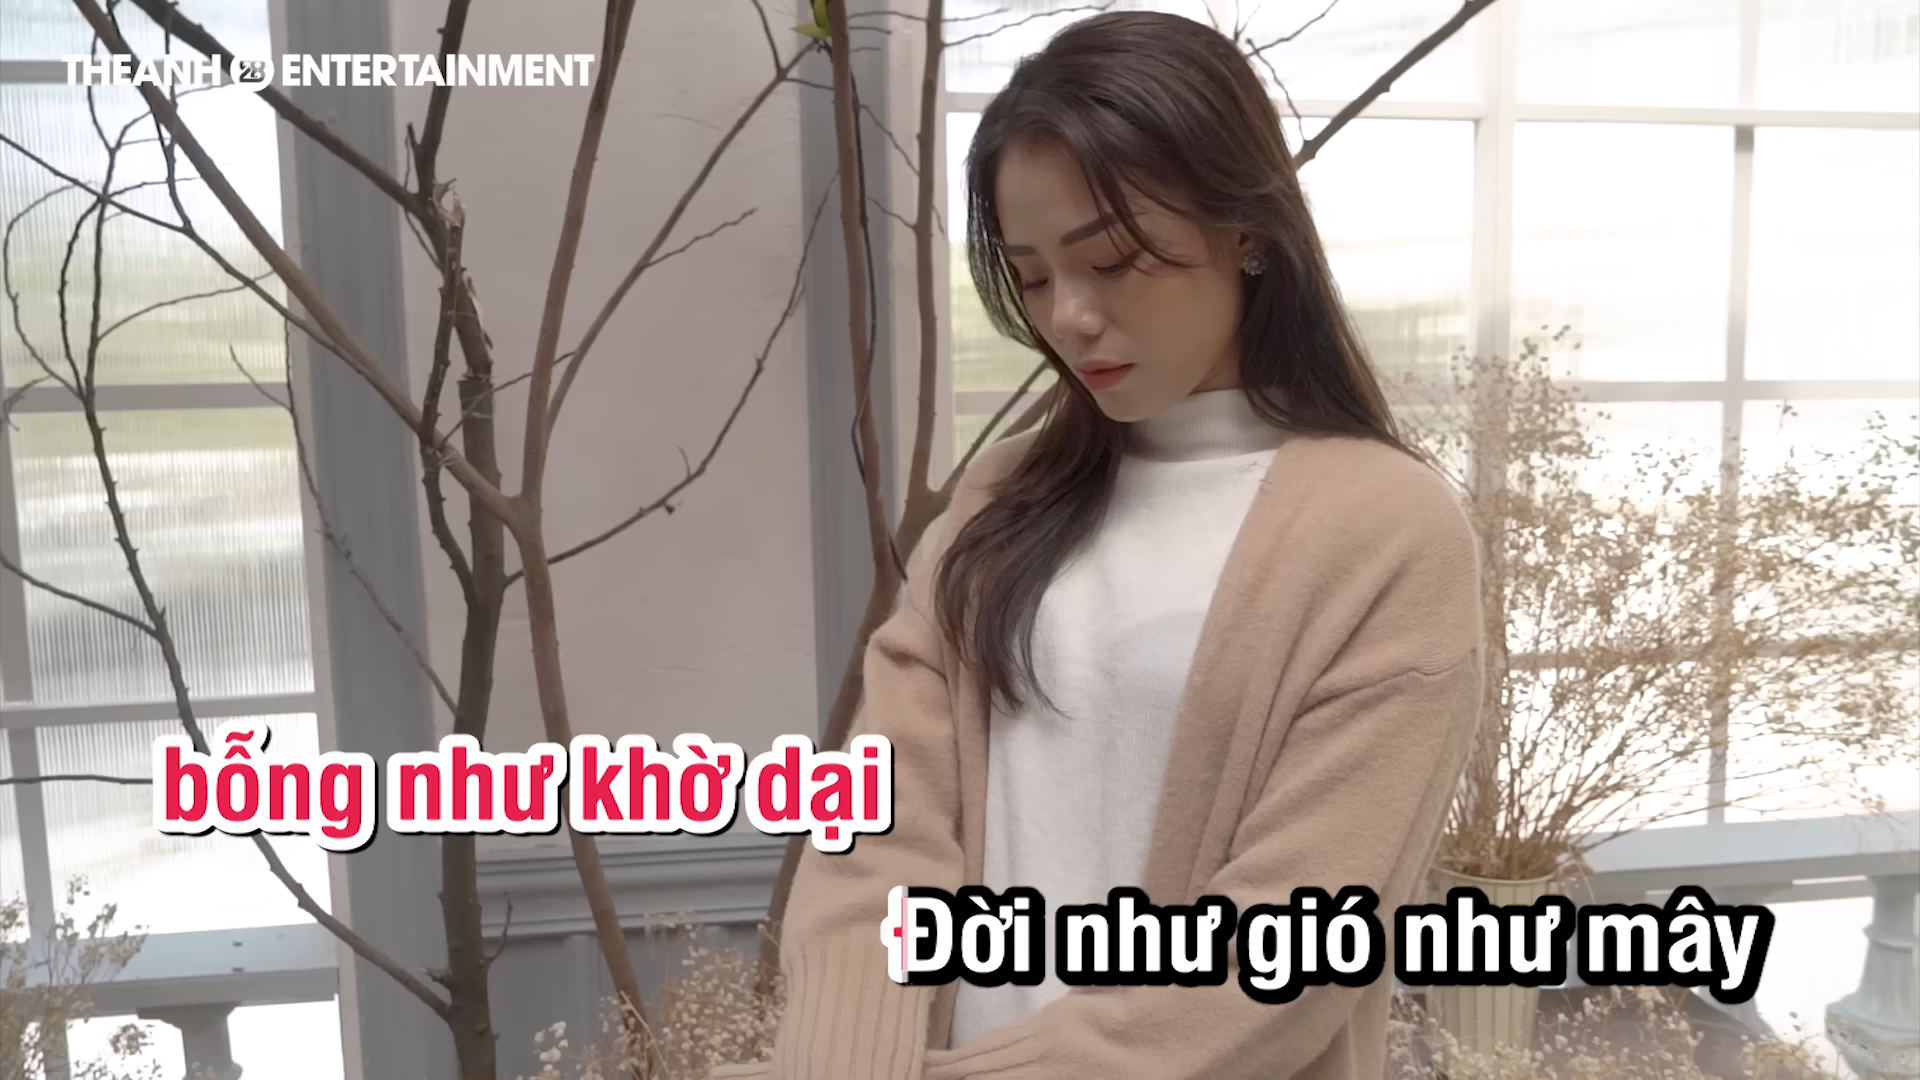 THEANH 28 ENTERTAINMENT
bỗng như khờ dại
Đời như gió như mây